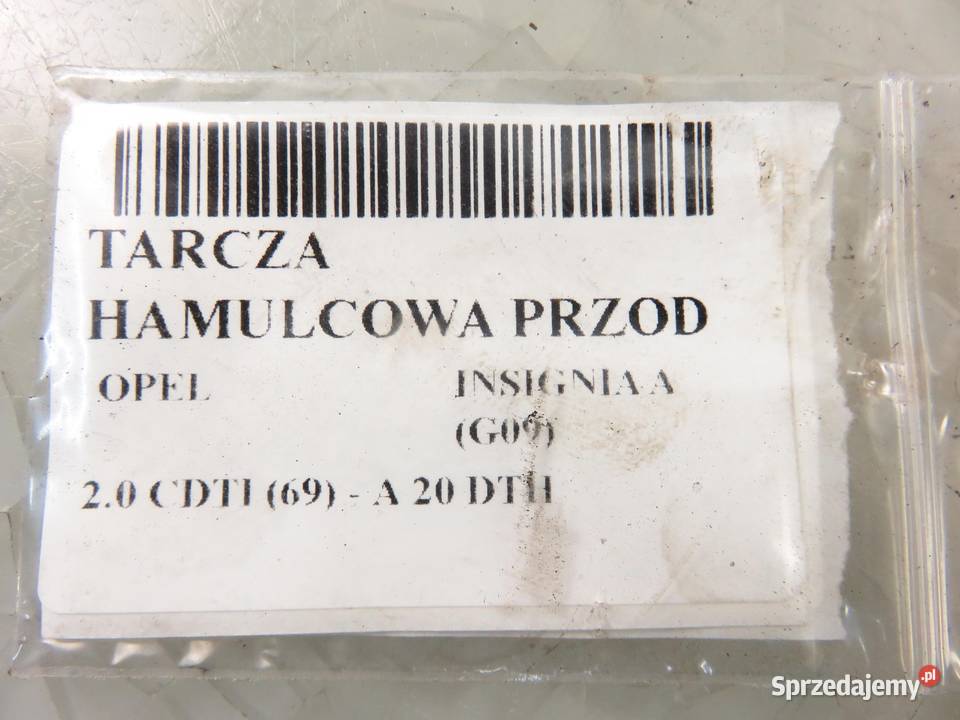 TARCZA
HAMULCOWA PRZOD
OPEL INSIGNIA A
(G09)
2.0 CDTI (69) - A 20 DTH
Sprzedajemy.pl